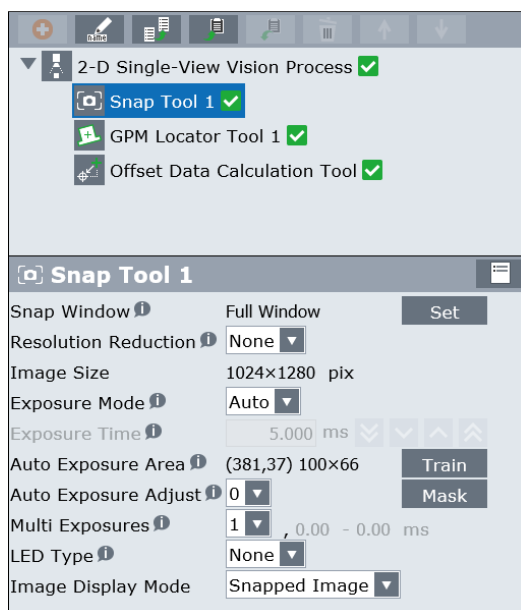 name
2-D Single-View Vision Process
Snap Tool 1
GPM Locator Tool 1
Offset Data Calculation Tool
Snap Tool 1
Snap Window Full Window Set
Resolution Reduction None
Image Size 1024×1280 pix
Exposure Mode Auto
Exposure Time 5.000 ms
Auto Exposure Area (381,37) 100×66 Train
Auto Exposure Adjust 0 Mask
Multi Exposures 1 , 0.00 - 0.00 ms
LED Type None
Image Display Mode Snapped Image